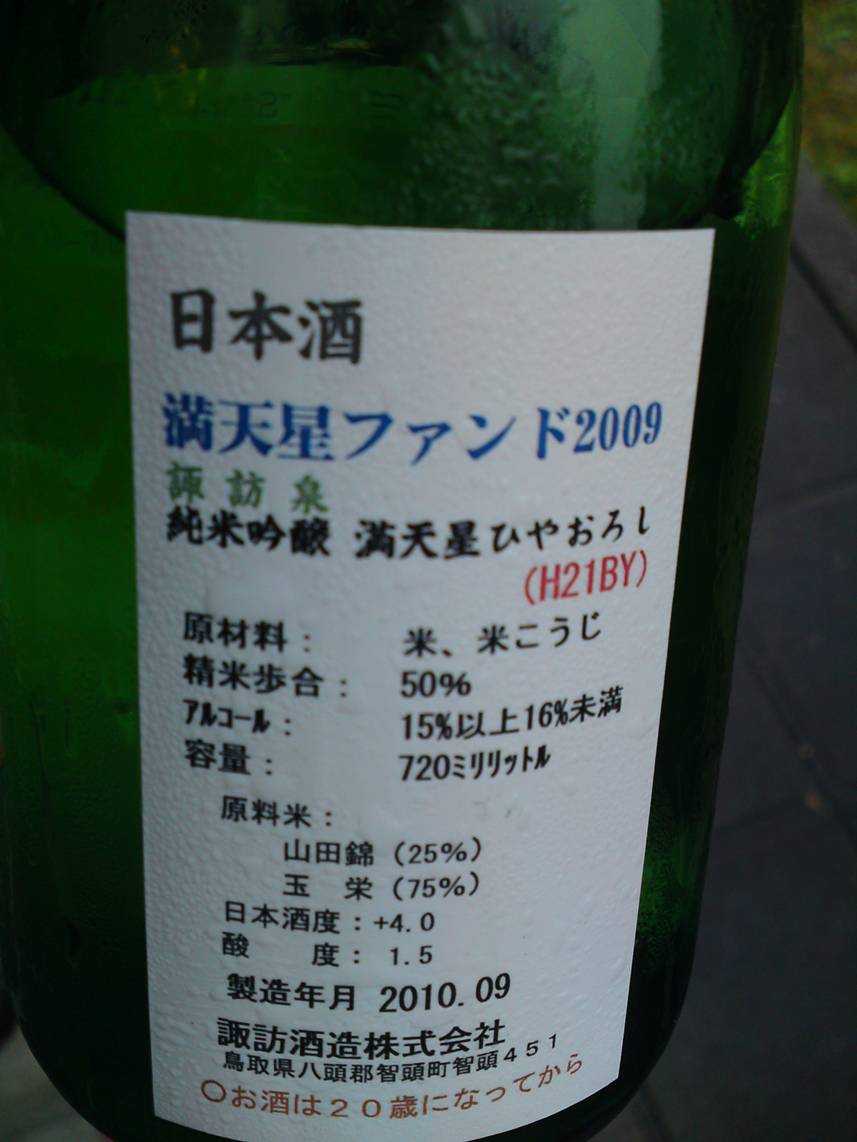 日本酒
満天星ファンド2009
諏訪泉
純米吟醸 満天星ひやおろし
(H21BY)
原材料： 米、米こうじ
精米歩合： 50%
ｱﾙｺｰﾙ： 15%以上16%未満
容量： 720ﾐﾘﾘｯﾄﾙ
原料米：
山田錦（25%）
玉　栄（75%）
日本酒度：+4.0
酸　　度： 1.5
製造年月 2010.09
諏訪酒造株式会社
鳥取県八頭郡智頭町智頭４５１
○お酒は２０歳になってから